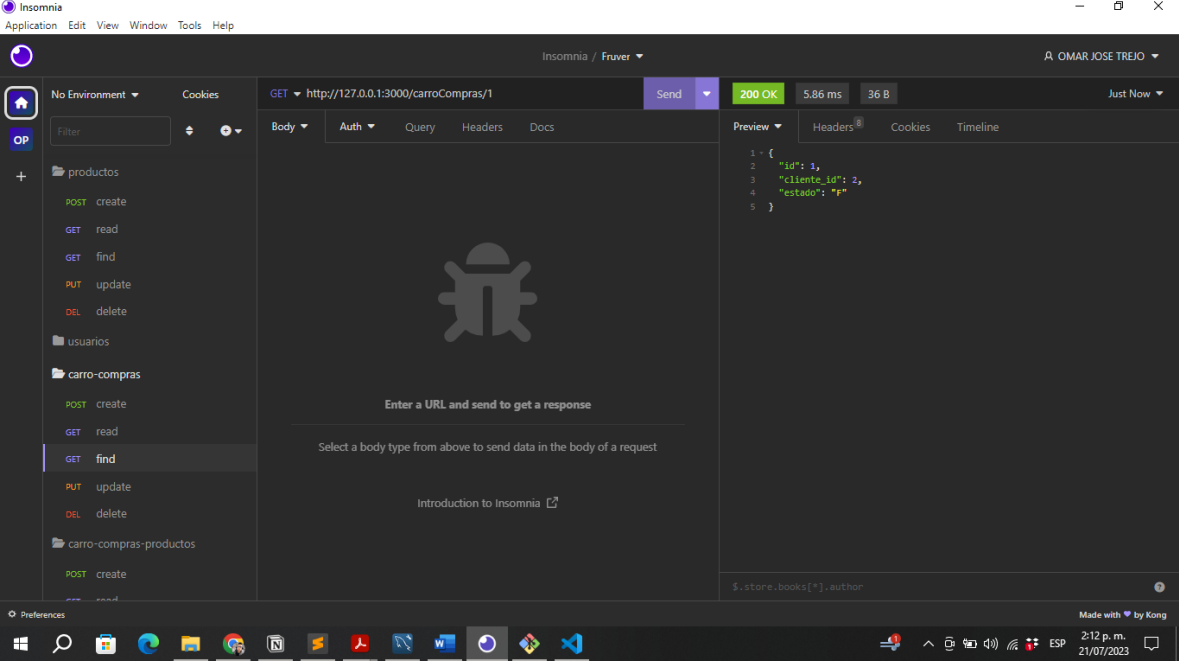 Insomnia
Application Edit View Window Tools Help
Insomnia / Fruver
OMAR JOSE TREJO
No Environment Cookies
GET http://127.0.0.1:3000/carroCompras/1 Send
200 OK 5.86 ms 36 B Just Now
Filter
OP
Body Auth Query Headers Docs
Preview Headers 8 Cookies Timeline
productos
POST create
GET read
GET find
PUT update
DEL delete
usuarios
carro-compras
POST create
GET read
GET find
PUT update
DEL delete
carro-compras-productos
POST create
GET read
Enter a URL and send to get a response
Select a body type from above to send data in the body of a request
Introduction to Insomnia
1 {
2 "id": 1,
3 "cliente_id": 2,
4 "estado": "F"
5 }
$.store.books[*].author
Preferences
Made with by Kong
ESP
2:12 p. m.
21/07/2023